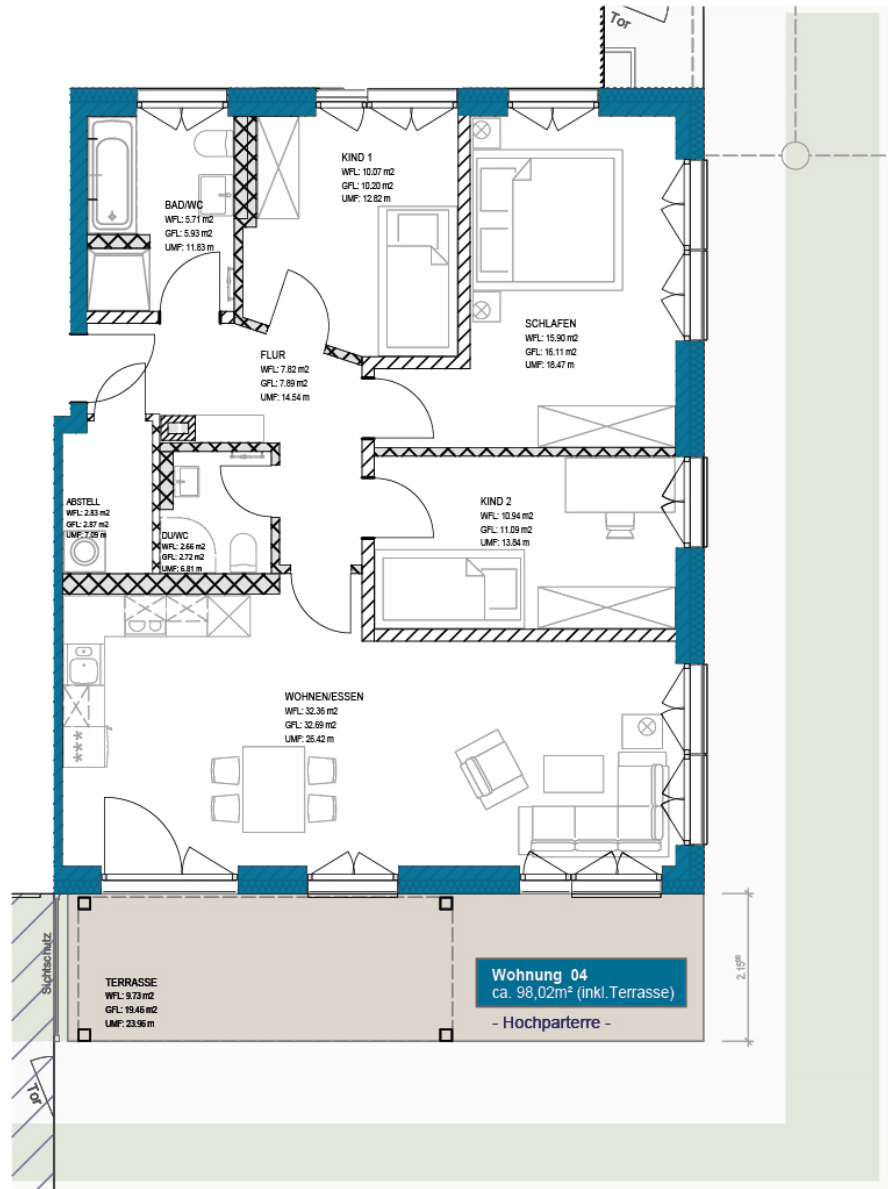 Tor
KIND 1
WFL: 10.07 m2
GFL: 10.20 m2
UMF: 12.82 m
BAD/WC
WFL: 5.71 m2
GFL: 5.93 m2
UMF: 11.83 m
SCHLAFEN
WFL: 15.90 m2
GFL: 16.11 m2
UMF: 18.47 m
FLUR
WFL: 7.82 m2
GFL: 7.89 m2
UMF: 14.54 m
ABSTELL
WFL: 2.83 m2
GFL: 2.87 m2
UMF: 7.09 m
KIND 2
WFL: 10.94 m2
GFL: 11.09 m2
UMF: 13.84 m
DU/WC
WFL: 2.66 m2
GFL: 2.72 m2
UMF: 6.81 m
WOHNEN/ESSEN
WFL: 32.36 m2
GFL: 32.69 m2
UMF: 26.42 m
Sichtschutz
TERRASSE
WFL: 9.73 m2
GFL: 19.46 m2
UMF: 23.96 m
Wohnung 04
ca. 98,02m² (inkl.Terrasse)
- Hochparterre -
Tor